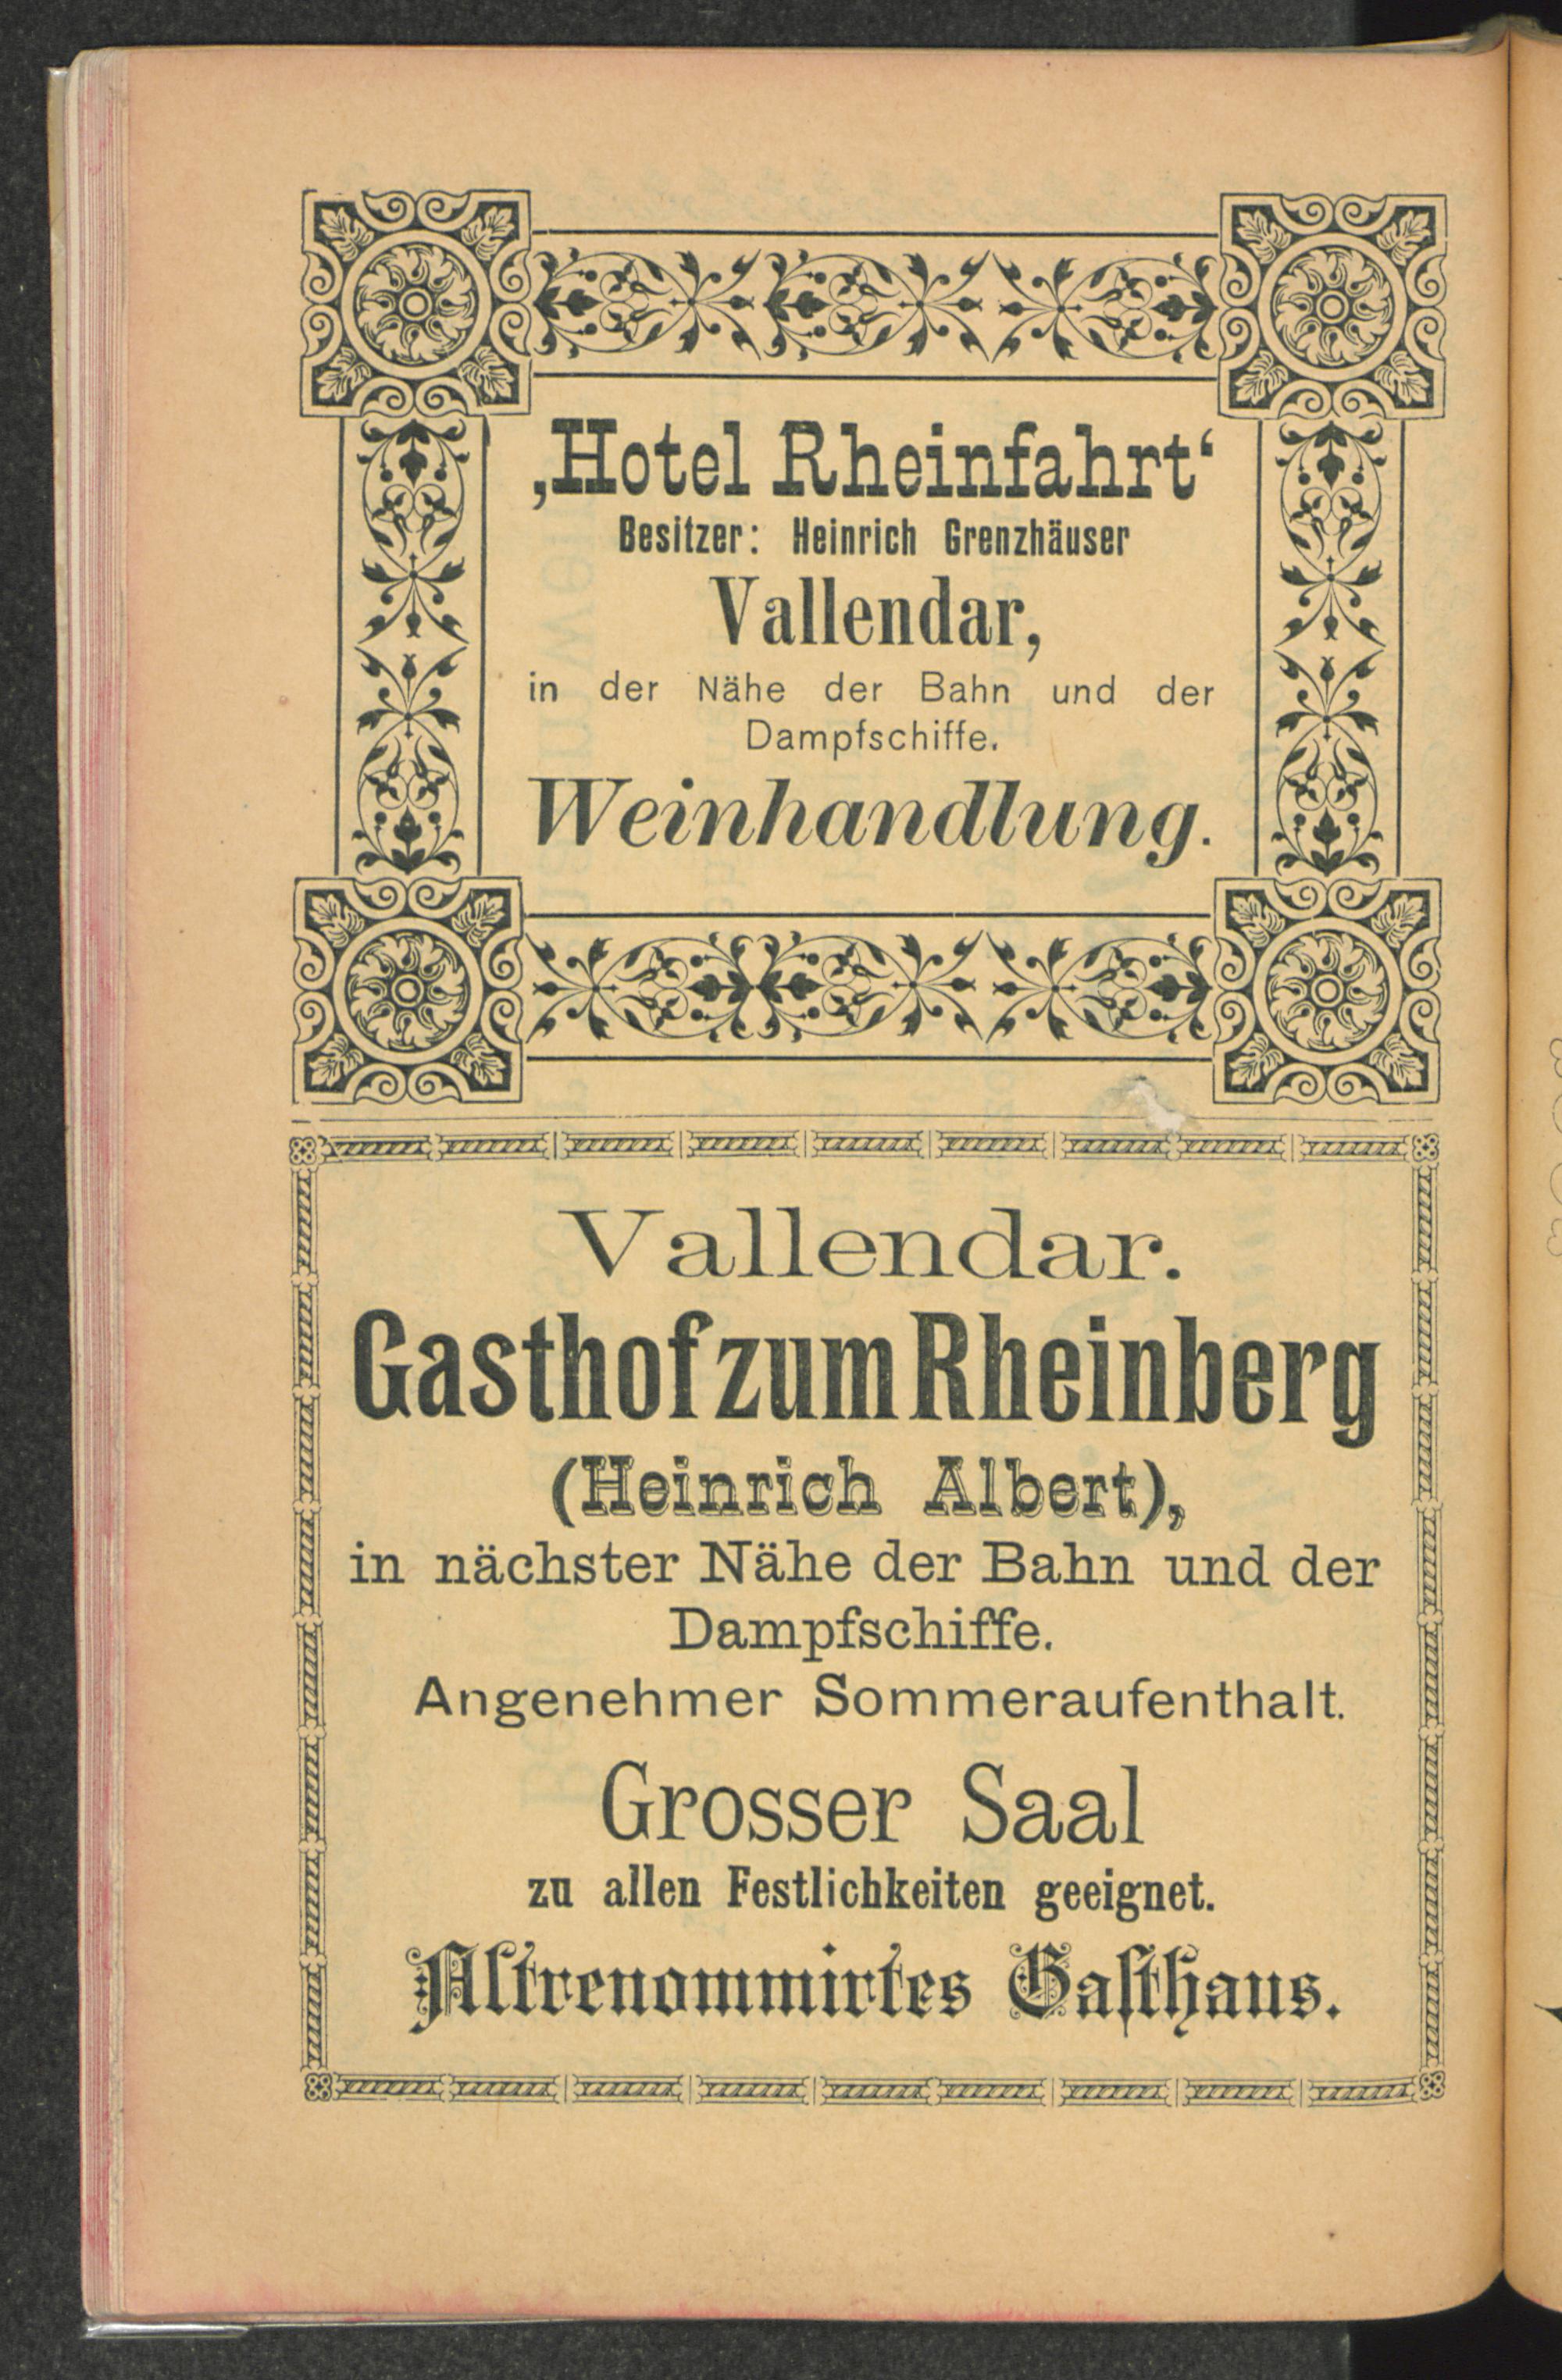 ‚Hotel Rheinfahrt‘
Besitzer: Heinrich Grenzhäuser
Vallendar,
in der Nähe der Bahn und der
Dampfschiffe.
Weinhandlung.
Vallendar.
Gasthof zum Rheinberg
(Heinrich Albert),
in nächster Nähe der Bahn und der
Dampfschiffe.
Angenehmer Sommeraufenthalt.
Grosser Saal
zu allen Festlichkeiten geeignet.
Altrenommirtes Gaſthaus.